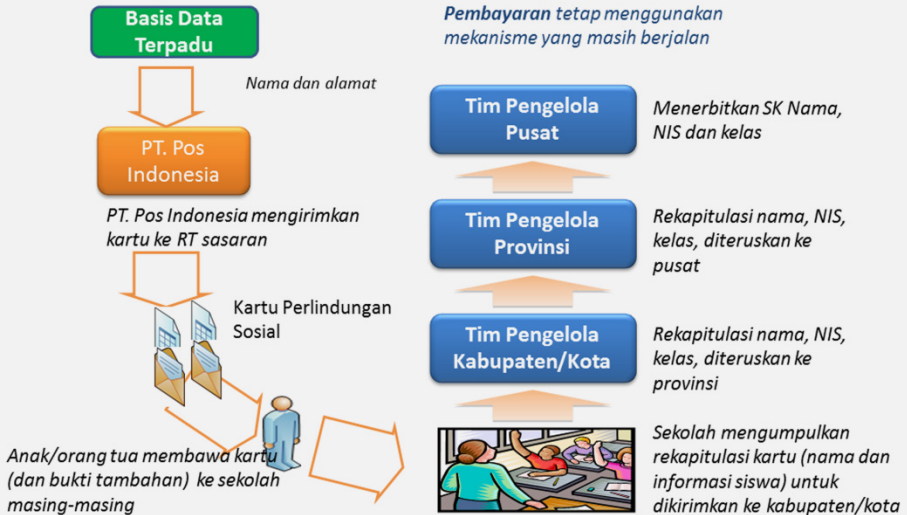 Basis Data
Terpadu
Nama dan alamat
PT. Pos
Indonesia
PT. Pos Indonesia mengirimkan
kartu ke RT sasaran
Kartu Perlindungan
Sosial
Anak/orang tua membawa kartu
(dan bukti tambahan) ke sekolah
masing-masing
Pembayaran tetap menggunakan
mekanisme yang masih berjalan
Tim Pengelola
Pusat
Menerbitkan SK Nama,
NIS dan kelas
Tim Pengelola
Provinsi
Rekapitulasi nama, NIS,
kelas, diteruskan ke
pusat
Tim Pengelola
Kabupaten/Kota
Rekapitulasi nama, NIS,
kelas, diteruskan ke
provinsi
Sekolah mengumpulkan
rekapitulasi kartu (nama dan
informasi siswa) untuk
dikirimkan ke kabupaten/kota